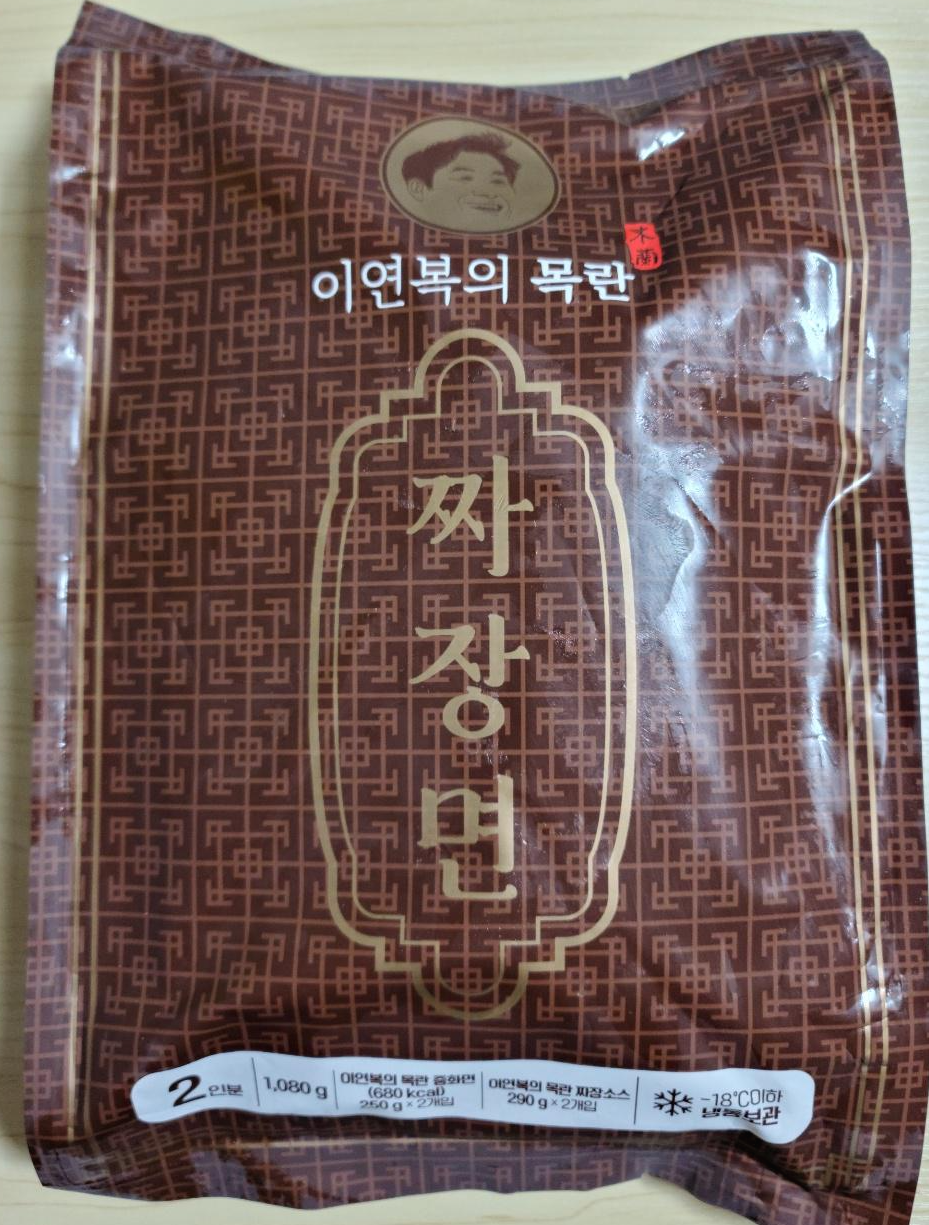 이연복의 목란
木蘭
짜장면
2인분
1,080 g
이연복의 목란 중화면
(680 kcal)
250 g × 2개입
이연복의 목란 짜장소스
290 g × 2개입
-18℃이하
냉동보관